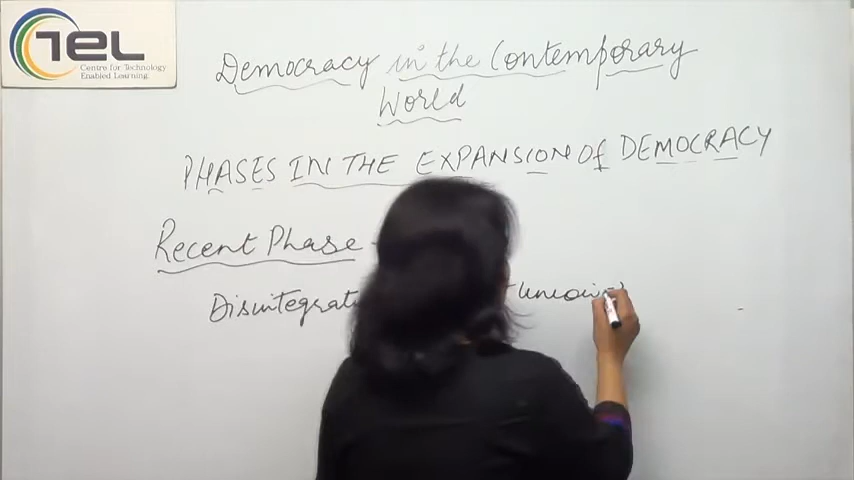 TEL
Centre for Technology
Enabled Learning
Democracy in the Contemporary
World
PHASES IN THE EXPANSION Of DEMOCRACY
Recent Phase